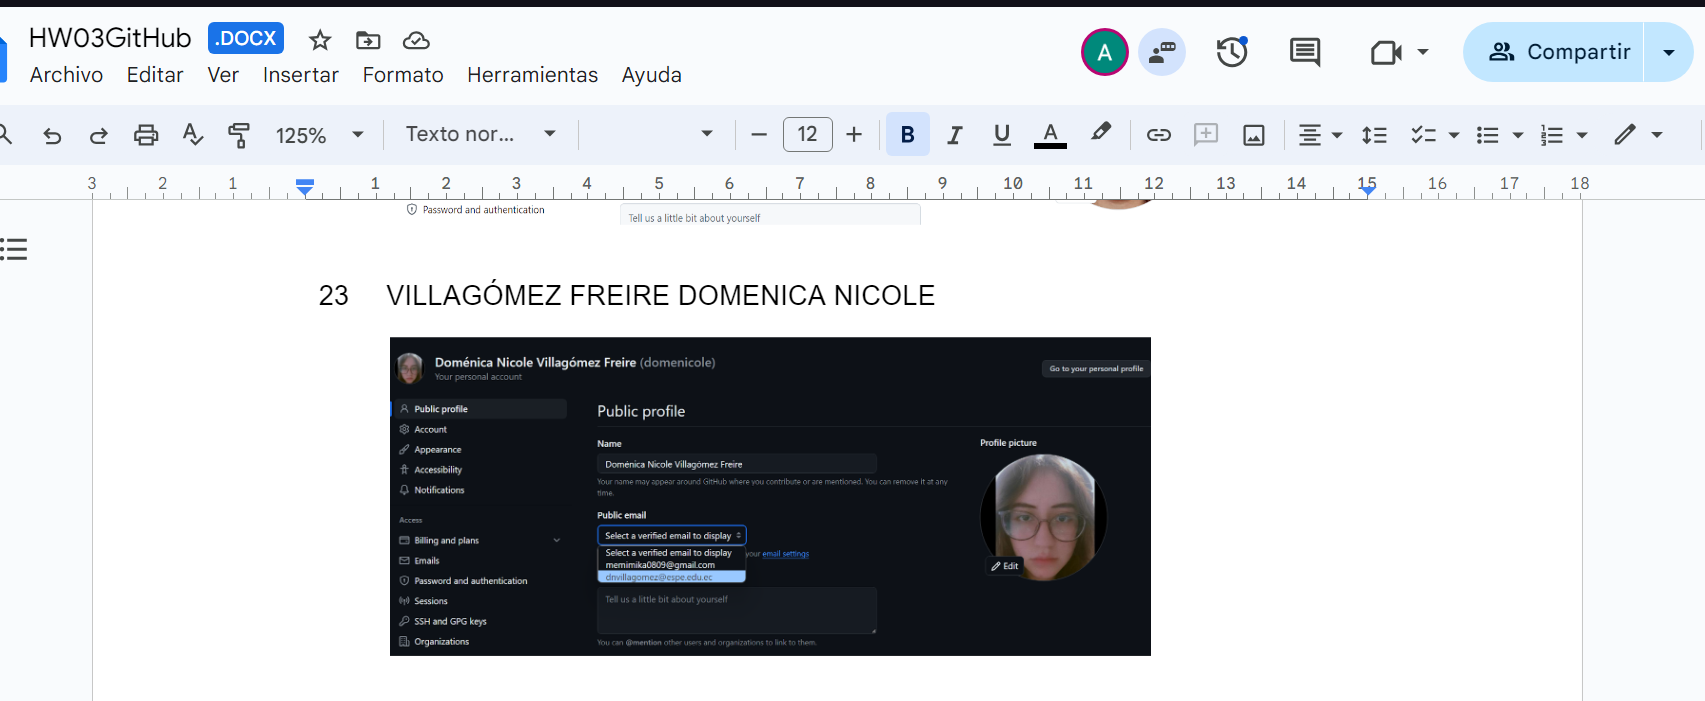 HW03GitHub .DOCX
Archivo Editar Ver Insertar Formato Herramientas Ayuda
A
Compartir
125% Texto nor... 12 B I U A
3 2 1 1 2 3 4 5 6 7 8 9 10 11 12 13 14 15 16 17 18
Password and authentication
Tell us a little bit about yourself
23 VILLAGÓMEZ FREIRE DOMENICA NICOLE
Doménica Nicole Villagómez Freire (domenicole)
Your personal account
Go to your personal profile
Public profile
Account
Appearance
Accessibility
Notifications
Access
Billing and plans
Emails
Password and authentication
Sessions
SSH and GPG keys
Organizations
Public profile
Name
Doménica Nicole Villagómez Freire
Your name may appear around GitHub where you contribute or are mentioned. You can remove it at any
time.
Public email
Select a verified email to display
Select a verified email to display
your email settings
memimika0809@gmail.com
dnvillagomez@espe.edu.ec
Tell us a little bit about yourself
You can @mention other users and organizations to link to them.
Profile picture
Edit